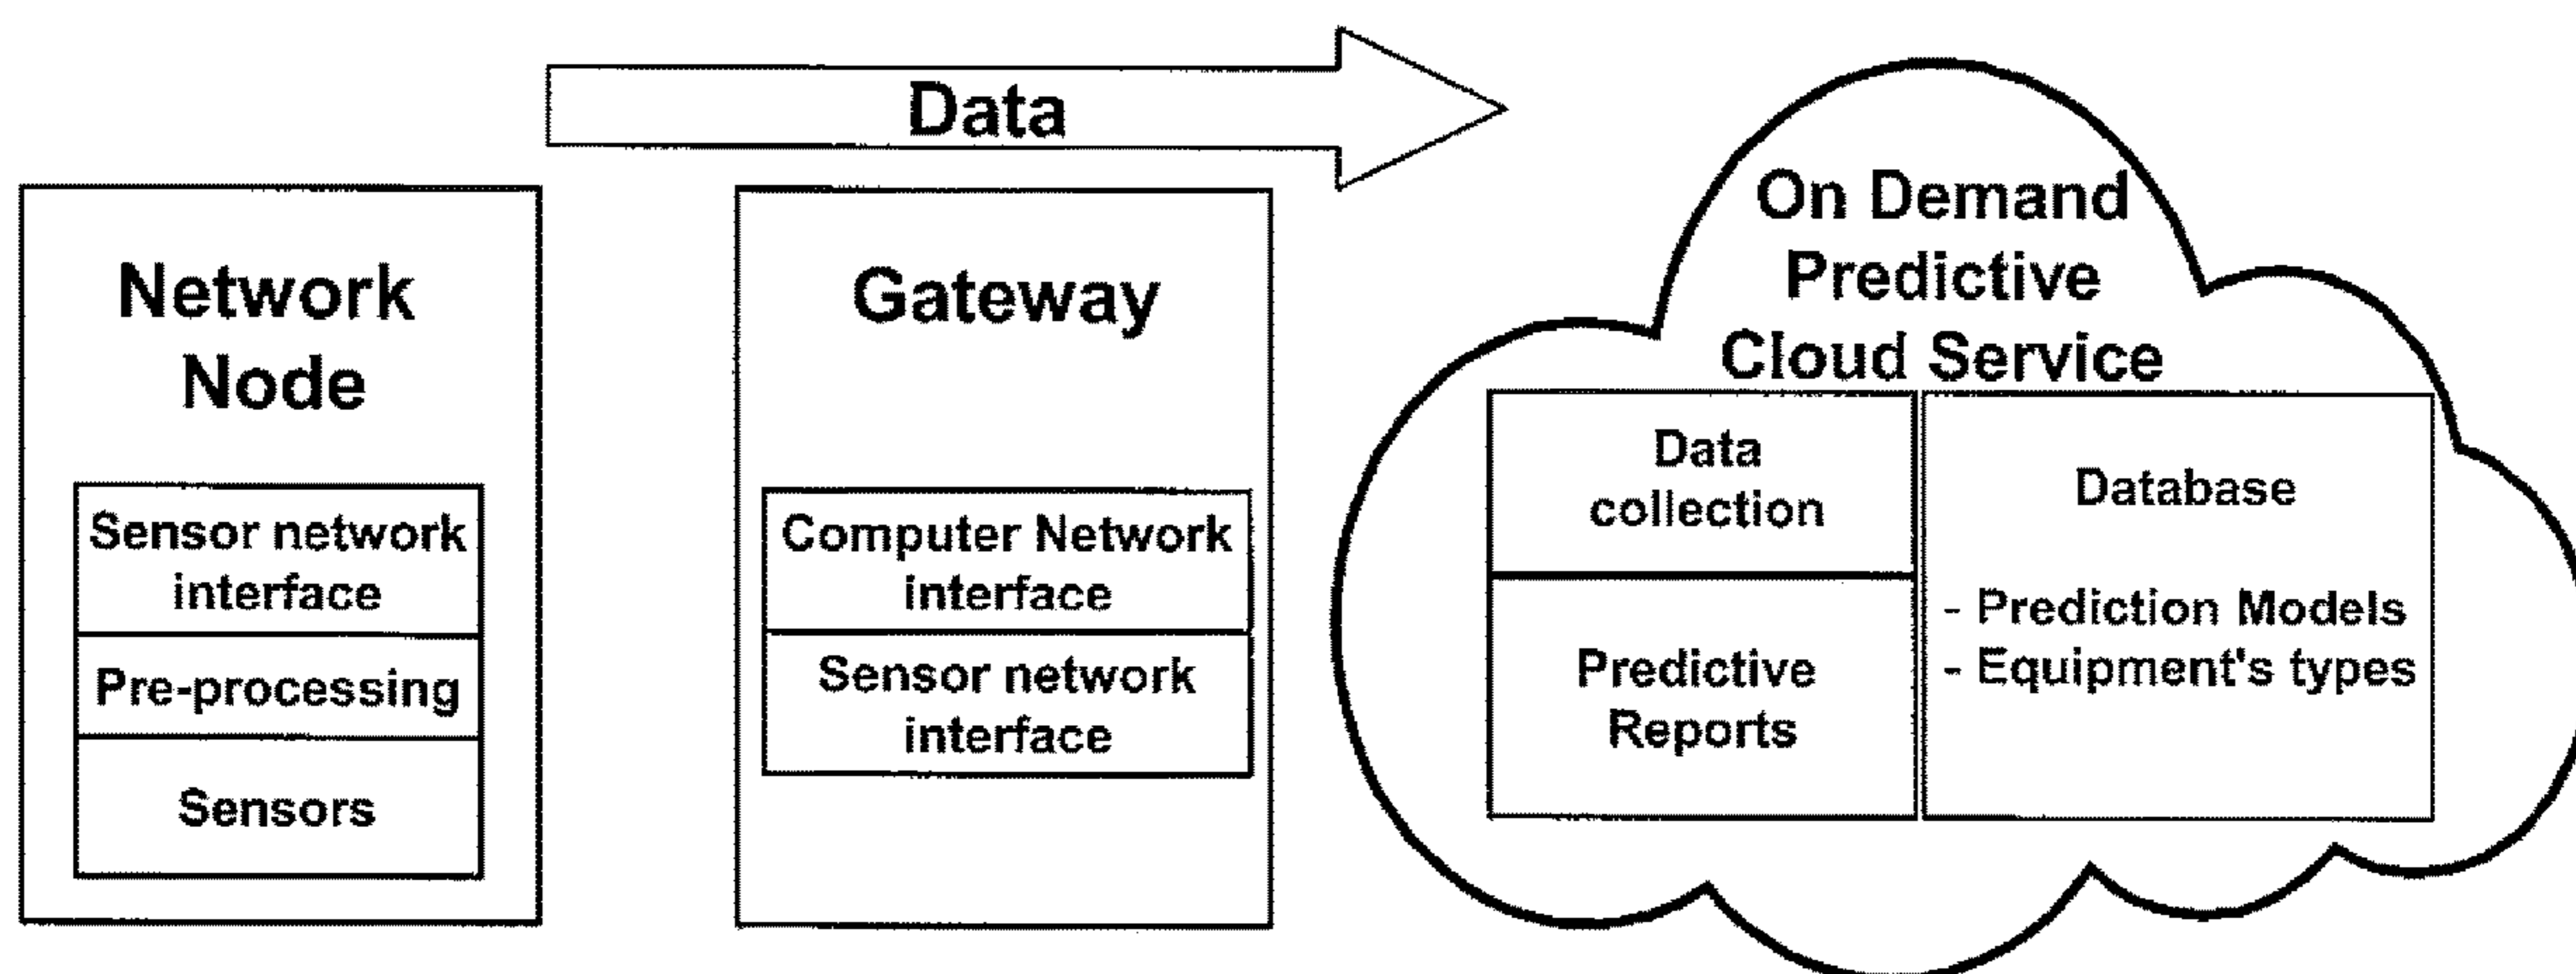 Data
Network
Node
Sensor network
interface
Pre-processing
Sensors
Gateway
Computer Network
interface
Sensor network
interface
On Demand
Predictive
Cloud Service
Data
collection
Predictive
Reports
Database
- Prediction Models
- Equipment's types